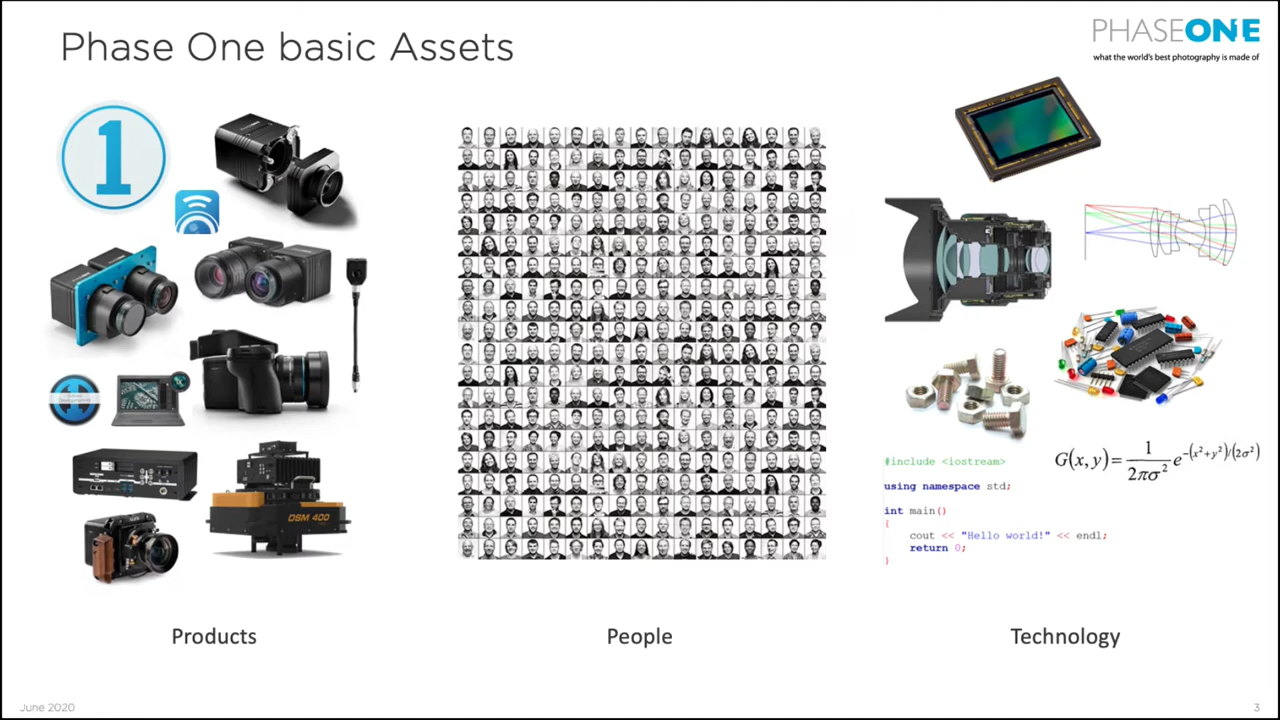 Phase One basic Assets
PHASEONE
what the world's best photography is made of
1
DSM 400
#include <iostream>
using namespace std;
int main()
{
cout << "Hello world!" << endl;
return 0;
}
G(x,y)= 1/2πσ² e^-(x²+y²)/(2σ²)
Products
People
Technology
June 2020
3